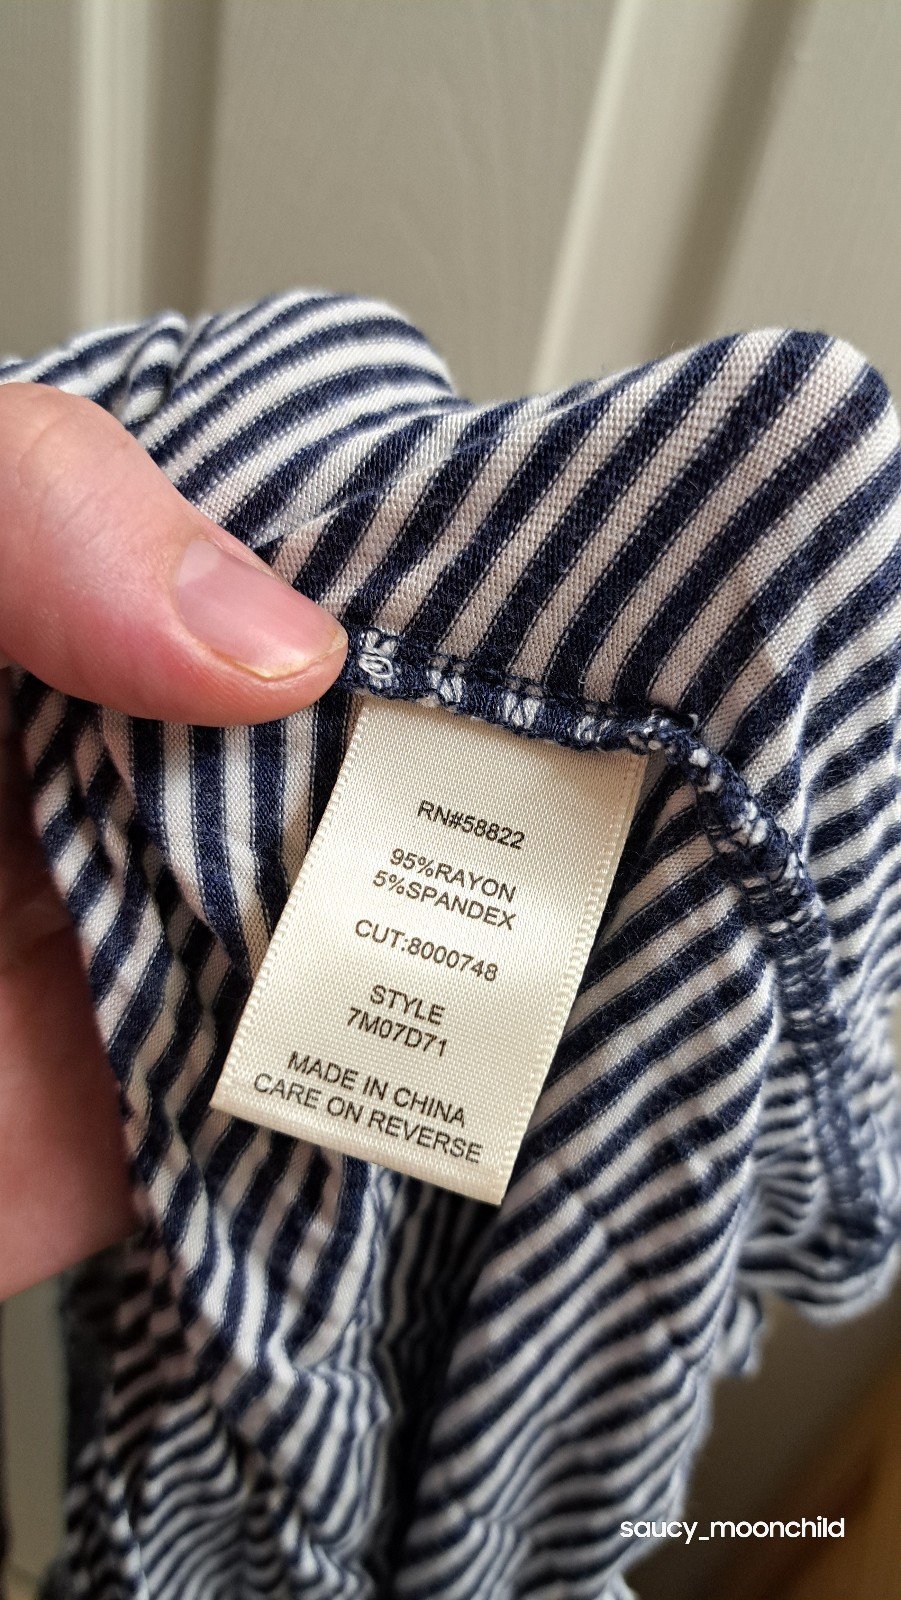 RN#58822
95%RAYON
5%SPANDEX
CUT:8000748
STYLE
7M07D71
MADE IN CHINA
CARE ON REVERSE
saucy_moonchild